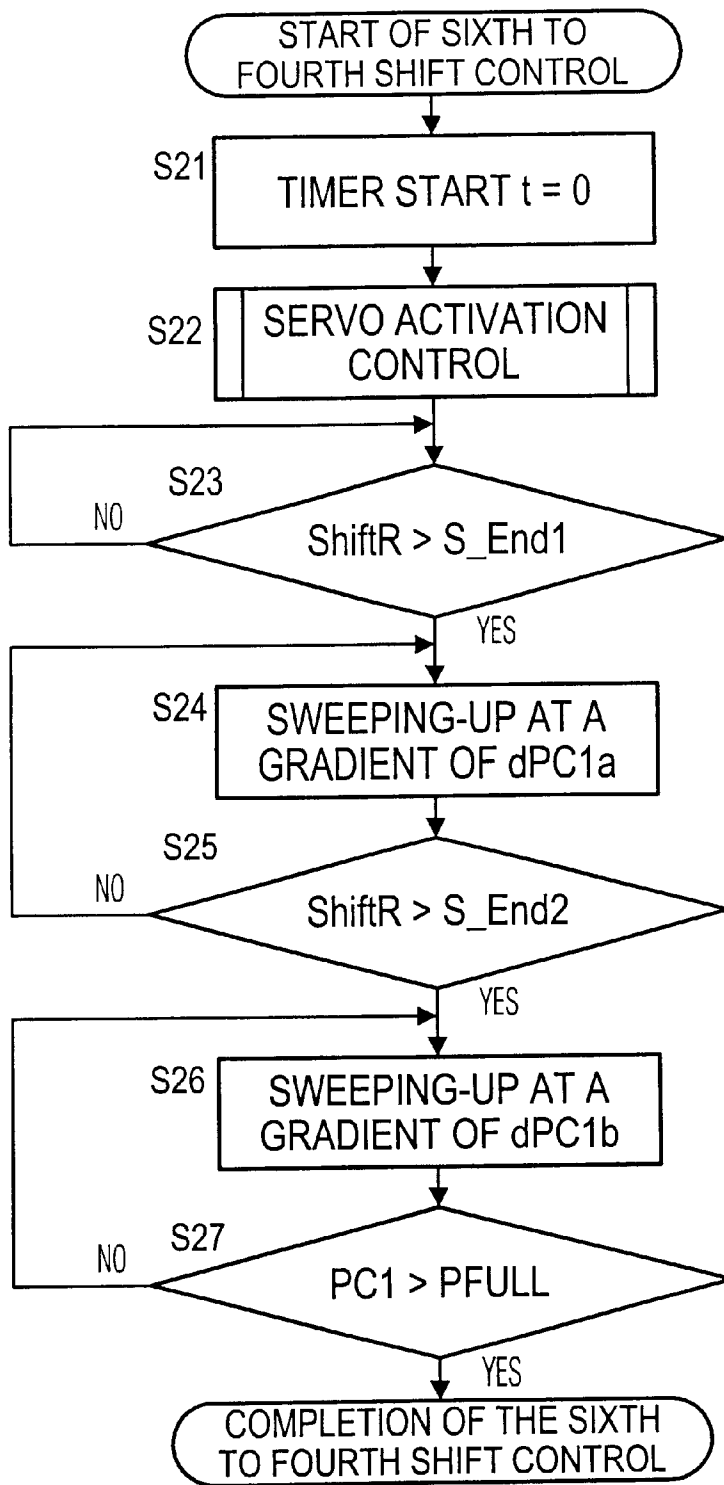 START OF SIXTH TO
FOURTH SHIFT CONTROL
S21
TIMER START t = 0
S22
SERVO ACTIVATION
CONTROL
S23
NO
ShiftR > S_End1
YES
S24
SWEEPING-UP AT A
GRADIENT OF dPC1a
S25
NO
ShiftR > S_End2
YES
S26
SWEEPING-UP AT A
GRADIENT OF dPC1b
S27
NO
PC1 > PFULL
YES
COMPLETION OF THE SIXTH
TO FOURTH SHIFT CONTROL